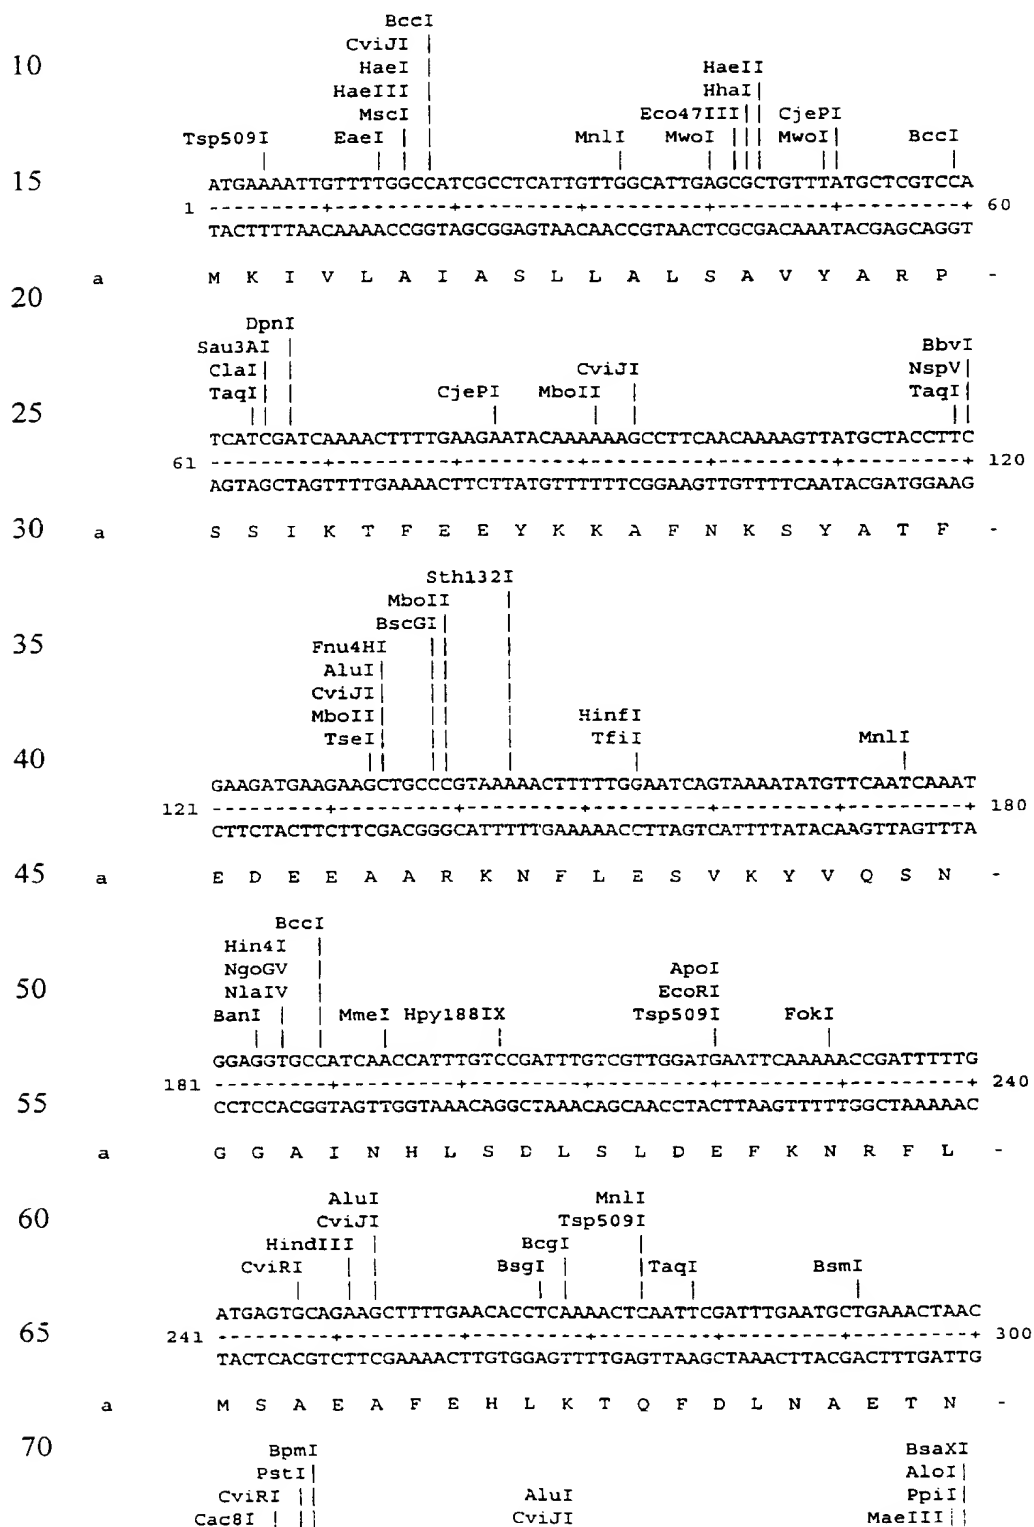 BccI
CviJI
10 HaeI HaeII
HaeIII HhaI
MscI Eco47III CjePI
Tsp509I EaeI MnlI MwoI MwoI BccI
15 ATGAAAATTGTTTTGGCCATCGCCTCATTGTTGGCATTGAGCGCTGTTTATGCTCGTCCA
1 ---------+---------+---------+---------+---------+---------+ 60
TACTTTTAACAAAACCGGTAGCGGAGTAACAACCGTAACTCGCGACAAATACGAGCAGGT
a M K I V L A I A S L L A L S A V Y A R P -
20
DpnI
Sau3AI BbvI
ClaI CviJI NspV
TaqI CjePI MboII TaqI
25
TCATCGATCAAAACTTTTGAAGAATACAAAAAAGCCTTCAACAAAAGTTATGCTACCTTC
61 ---------+---------+---------+---------+---------+---------+ 120
AGTAGCTAGTTTTGAAAACTTCTTATGTTTTTTCGGAAGTTGTTTTCAATACGATGGAAG
30 a S S I K T F E E Y K K A F N K S Y A T F -
Sth132I
MboII
35 BscGI
Fnu4HI
AluI
CviJI
MboII HinfI
40 TseI TfiI MnlI
GAAGATGAAGAAGCTGCCCGTAAAAACTTTTTGGAATCAGTAAAATATGTTCAATCAAAT
121 ---------+---------+---------+---------+---------+---------+ 180
CTTCTACTTCTTCGACGGGCATTTTTGAAAAACCTTAGTCATTTTATACAAGTTAGTTTA
45 a E D E E A A R K N F L E S V K Y V Q S N -
BccI
Hin4I
NgoGV ApoI
50 NlaIV EcoRI
BanI MmeI Hpy188IX Tsp509I FokI
GGAGGTGCCATCAACCATTTGTCCGATTTGTCGTTGGATGAATTCAAAAACCGATTTTTG
181 ---------+---------+---------+---------+---------+---------+ 240
55 CCTCCACGGTAGTTGGTAAACAGGCTAAACAGCAACCTACTTAAGTTTTTGGCTAAAAAC
a G G A I N H L S D L S L D E F K N R F L -
AluI MnlI
60 CviJI Tsp509I
HindIII BcgI
CviRI BsgI TaqI BsmI
ATGAGTGCAGAAGCTTTTGAACACCTCAAAACTCAATTCGATTTGAATGCTGAAACTAAC
65 241 ---------+---------+---------+---------+---------+---------+ 300
TACTCACGTCTTCGAAAACTTGTGGAGTTTTGAGTTAAGCTAAACTTACGACTTTGATTG
a M S A E A F E H L K T Q F D L N A E T N -
70 BpmI BsaXI
PstI AloI
CviRI AluI PpiI
Cac8I CviJI MaeIII